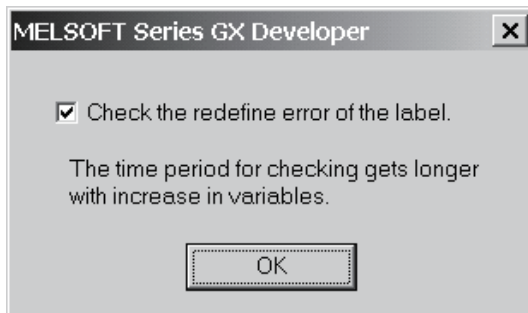 MELSOFT Series GX Developer
Check the redefine error of the label.
The time period for checking gets longer
with increase in variables.
OK